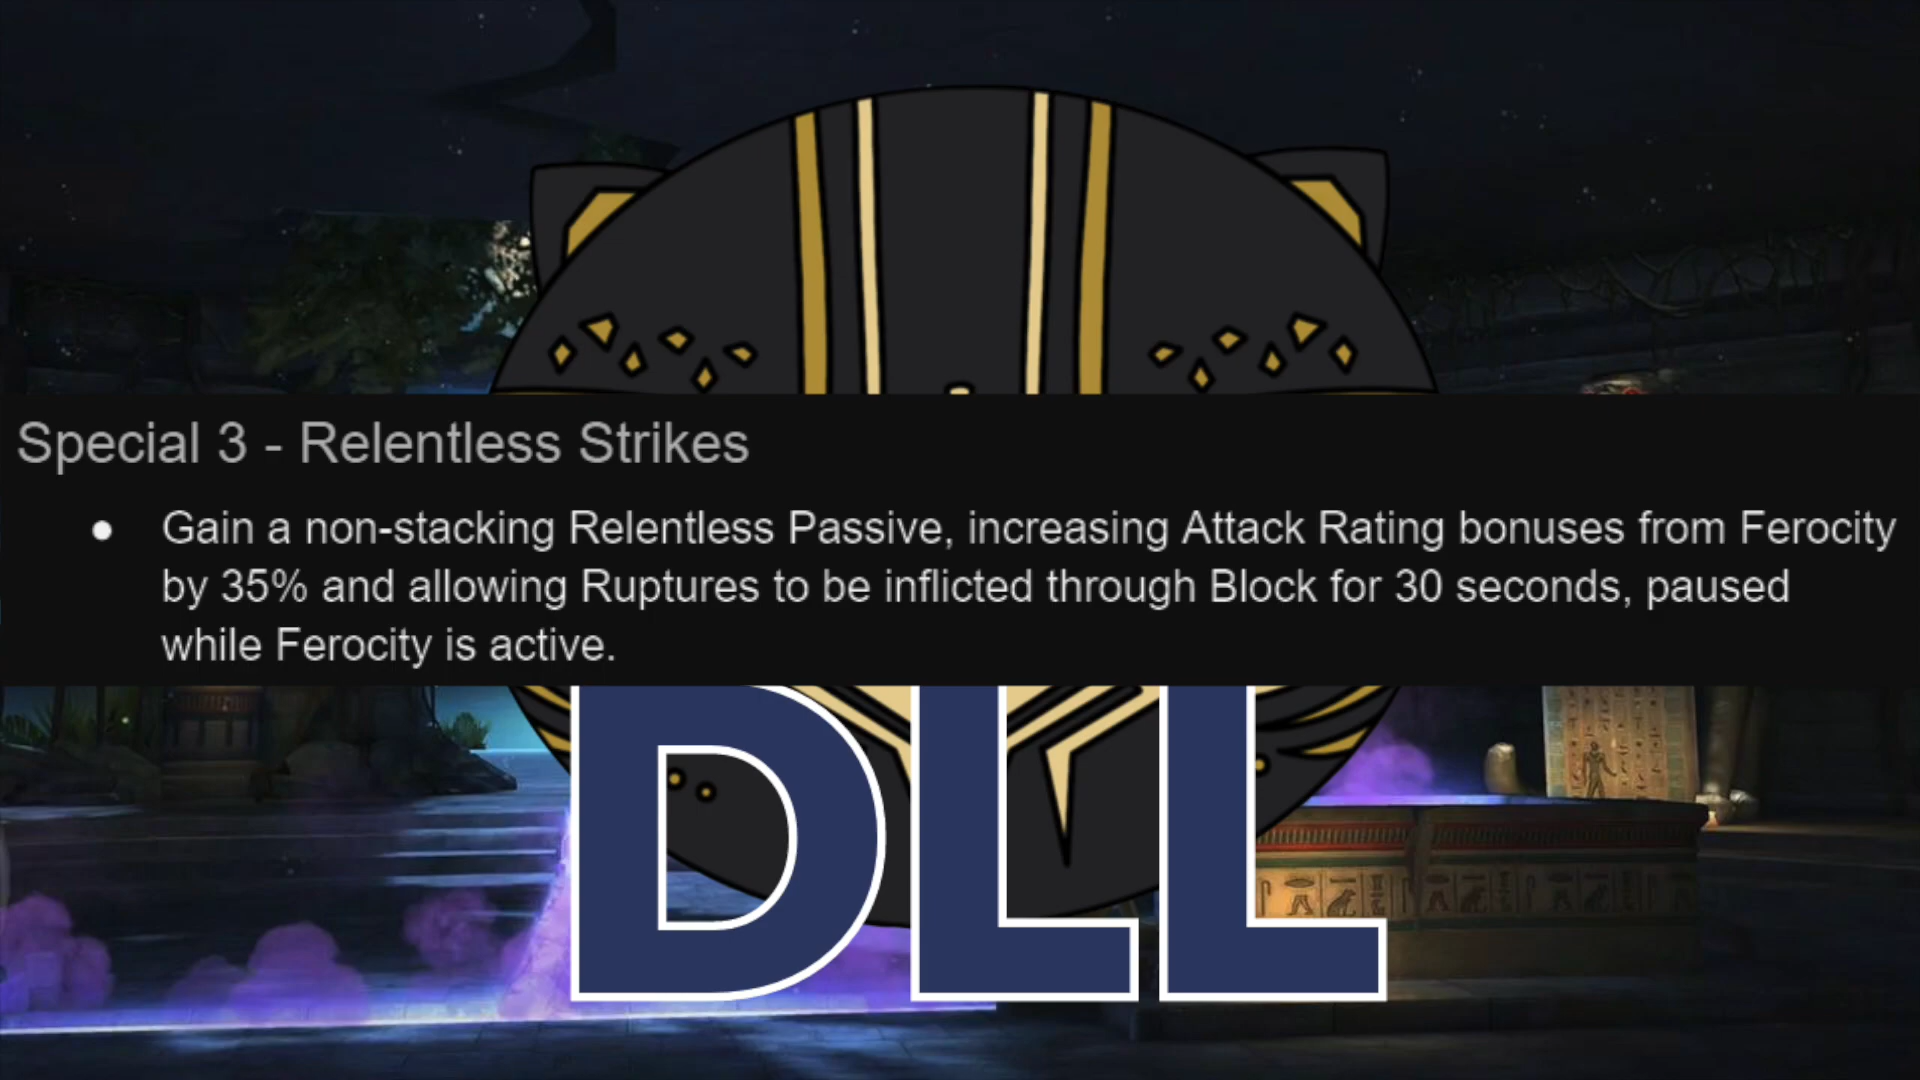 Special 3 - Relentless Strikes
● Gain a non-stacking Relentless Passive, increasing Attack Rating bonuses from Ferocity
by 35% and allowing Ruptures to be inflicted through Block for 30 seconds, paused
while Ferocity is active.
DLL